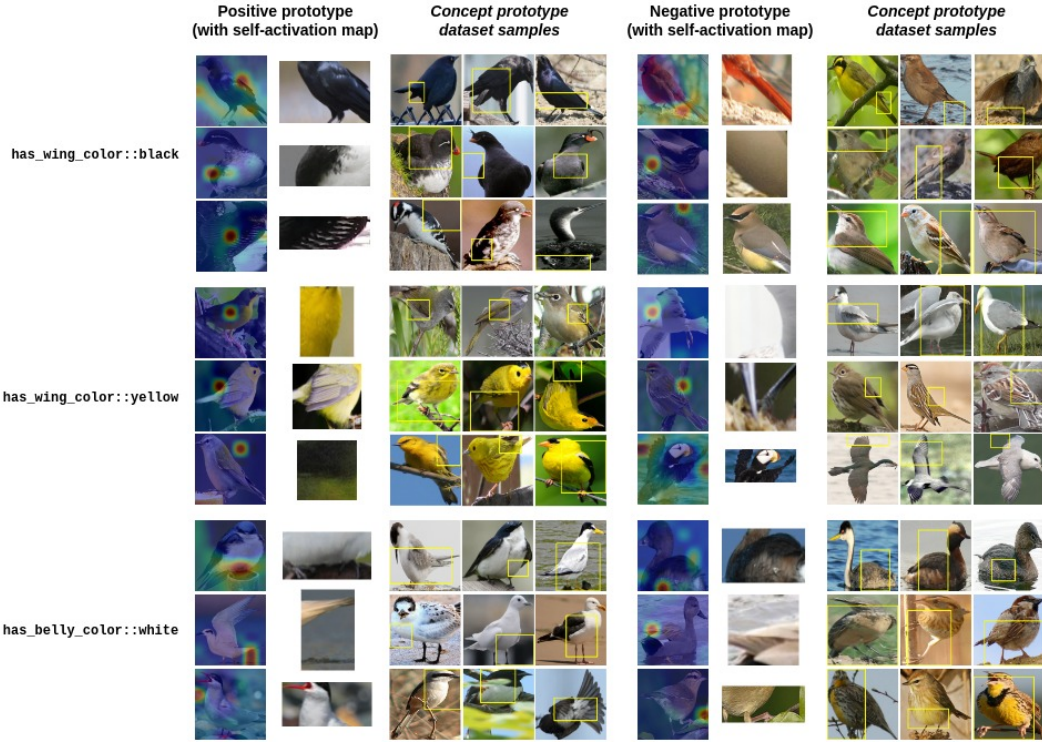 Positive prototype
(with self-activation map)
Concept prototype
dataset samples
Negative prototype
(with self-activation map)
Concept prototype
dataset samples
has_wing_color::black
has_wing_color::yellow
has_belly_color::white